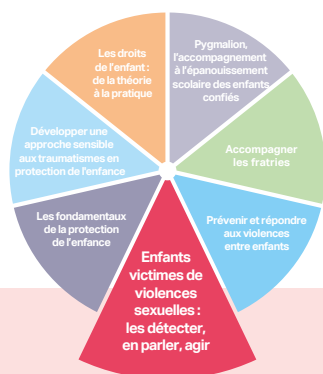 Les droits
de l'enfant :
de la théorie
à la pratique
Pygmalion,
l'accompagnement
à l'épanouissement
scolaire des enfants
confiés
Développer une
approche sensible
aux traumatismes en
protection de l'enfance
Accompagner
les fratries
Les fondamentaux
de la protection
de l'enfance
Prévenir et répondre
aux violences
entre enfants
Enfants
victimes de
violences
sexuelles :
les détecter,
en parler, agir